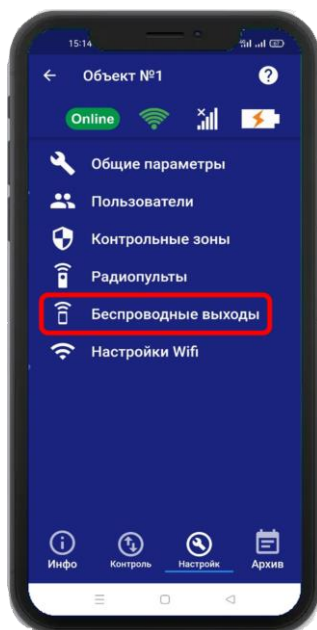 15:14
Объект №1
?
Online
Общие параметры
Пользователи
Контрольные зоны
Радиопульты
Беспроводные выходы
Настройки Wifi
Инфо Контроль Настройк Архив